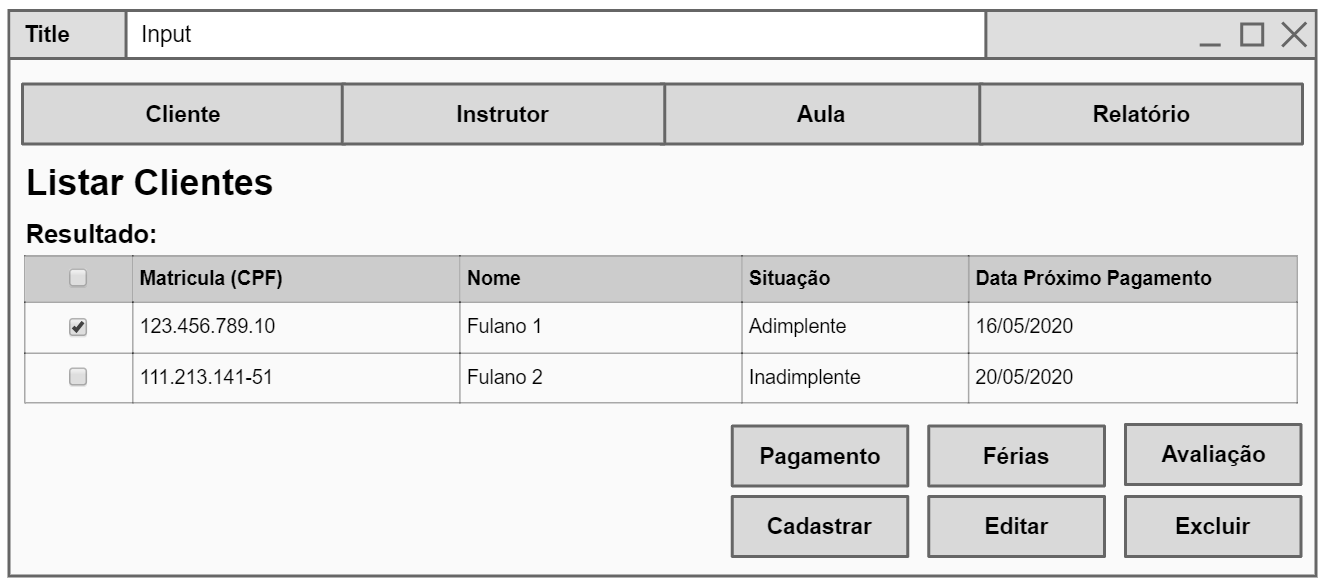 Title Input
Cliente Instrutor Aula Relatório
Listar Clientes
Resultado:
Matricula (CPF) Nome Situação Data Próximo Pagamento
123.456.789.10 Fulano 1 Adimplente 16/05/2020
111.213.141-51 Fulano 2 Inadimplente 20/05/2020
Pagamento Férias Avaliação
Cadastrar Editar Excluir